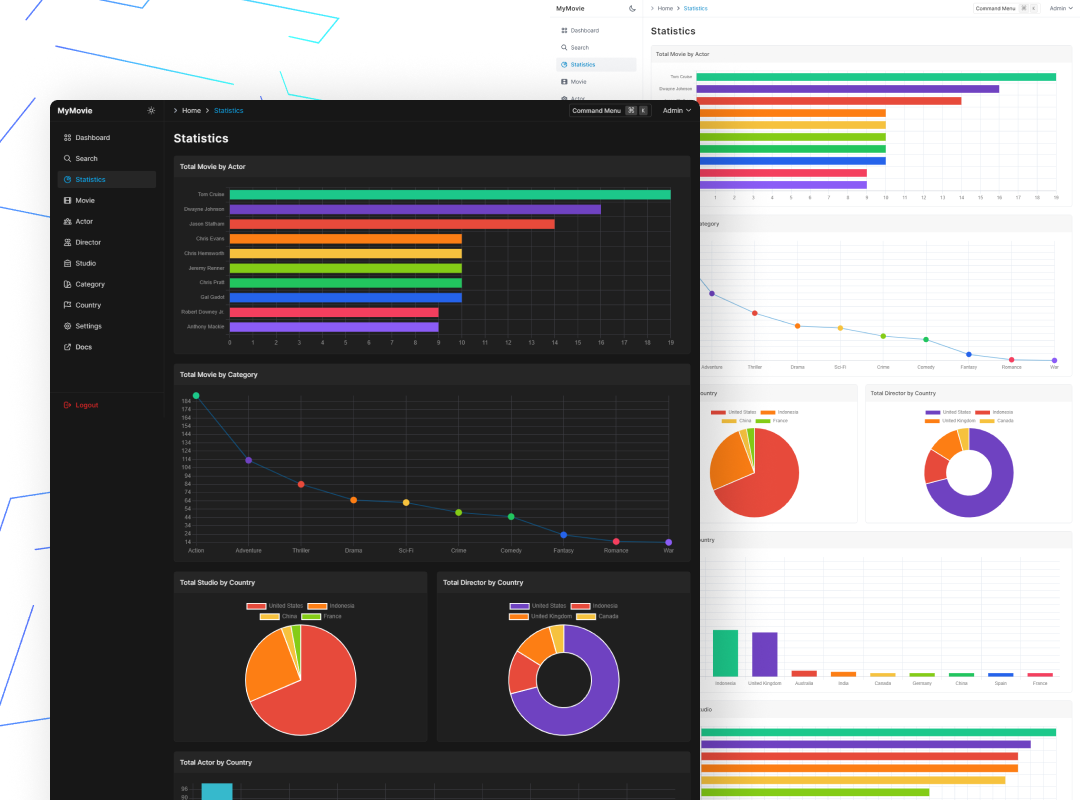 MyMovie
Home
Statistics
Command Menu
⌘
K
Admin
Dashboard
Search
Statistics
Movie
Actor
Statistics
Total Movie by Actor
Tom Cruise
Dwayne Johnson
1 2 3 4 5 6 7 8 9 10 11 12 13 14 15 16 17 18 19
MyMovie
Home
Statistics
Command Menu
⌘
K
Admin
Dashboard
Search
Statistics
Movie
Actor
Director
Studio
Category
Country
Settings
Docs
Logout
Statistics
Total Movie by Actor
Tom Cruise
Dwayne Johnson
Jason Statham
Chris Evans
Chris Hemsworth
Jeremy Renner
Chris Pratt
Gal Gadot
Robert Downey Jr.
Anthony Mackie
0 1 2 3 4 5 6 7 8 9 10 11 12 13 14 15 16 17 18 19
Total Movie by Category
184
174
164
154
144
134
124
114
104
94
84
74
64
54
44
34
24
14
Action Adventure Thriller Drama Sci-Fi Crime Comedy Fantasy Romance War
Total Studio by Country
United States Indonesia
China France
Total Director by Country
United States Indonesia
United Kingdom Canada
Total Actor by Country
96
90
ategory
Adventure Thriller Drama Sci-Fi Crime Comedy Fantasy Romance War
ountry
United States Indonesia
China France
Total Director by Country
United States Indonesia
United Kingdom Canada
untry
Indonesia United Kingdom Australia India Canada Germany China Spain France
udio